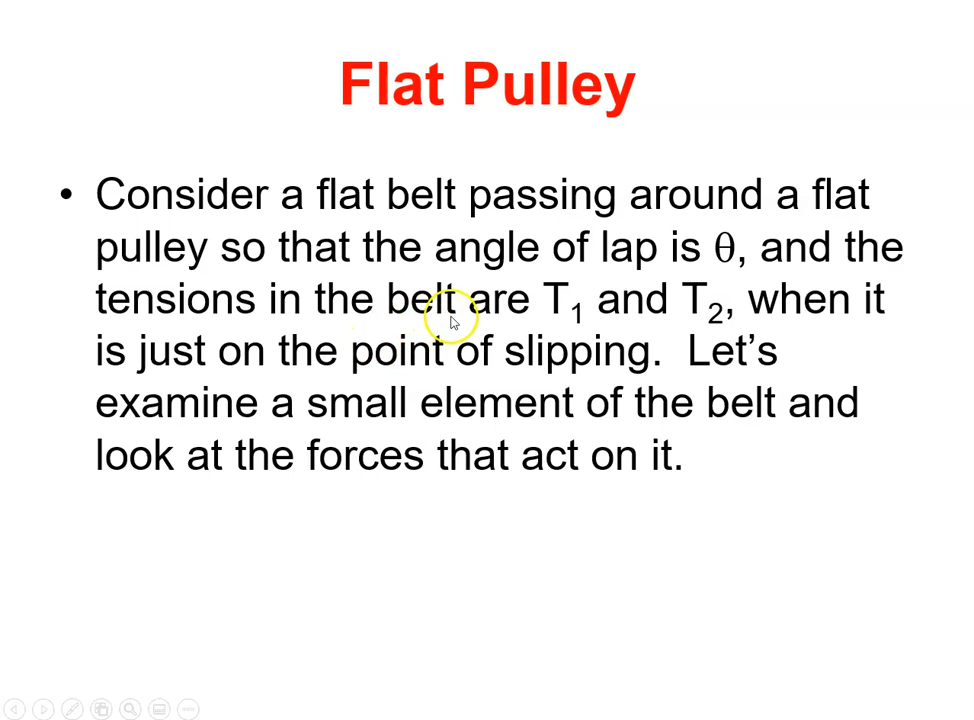 Flat Pulley
• Consider a flat belt passing around a flat
pulley so that the angle of lap is θ, and the
tensions in the belt are T₁ and T₂, when it
is just on the point of slipping.  Let’s
examine a small element of the belt and
look at the forces that act on it.